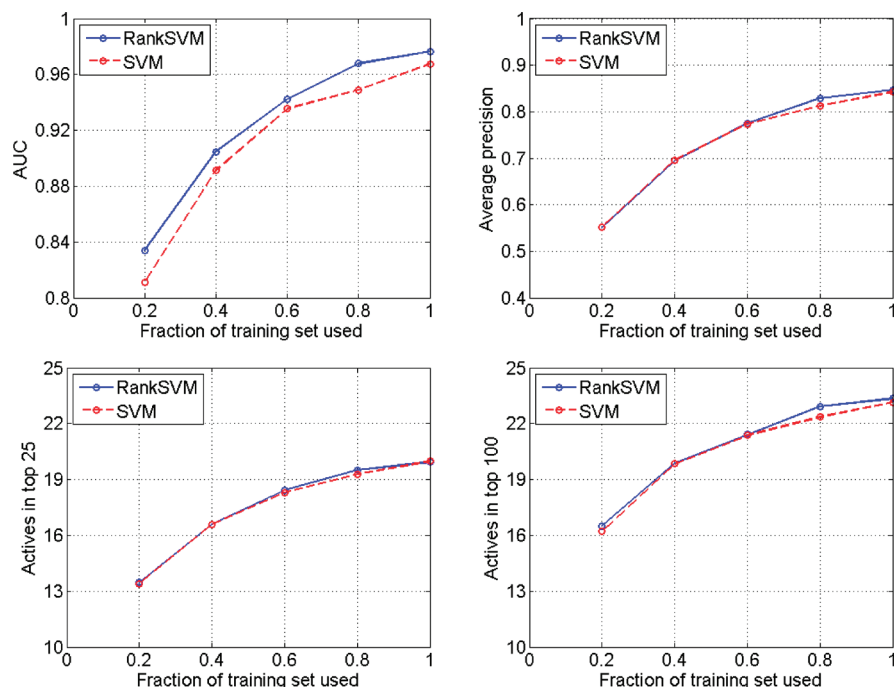 1
0.96
0.92
0.88
0.84
0.8
AUC
RankSVM
SVM
0 0.2 0.4 0.6 0.8 1
Fraction of training set used
1
0.9
0.8
0.7
0.6
0.5
0.4
Average precision
RankSVM
SVM
0 0.2 0.4 0.6 0.8 1
Fraction of training set used
25
22
19
16
13
10
Actives in top 25
RankSVM
SVM
0 0.2 0.4 0.6 0.8 1
Fraction of training set used
25
22
19
16
13
10
Actives in top 100
RankSVM
SVM
0 0.2 0.4 0.6 0.8 1
Fraction of training set used